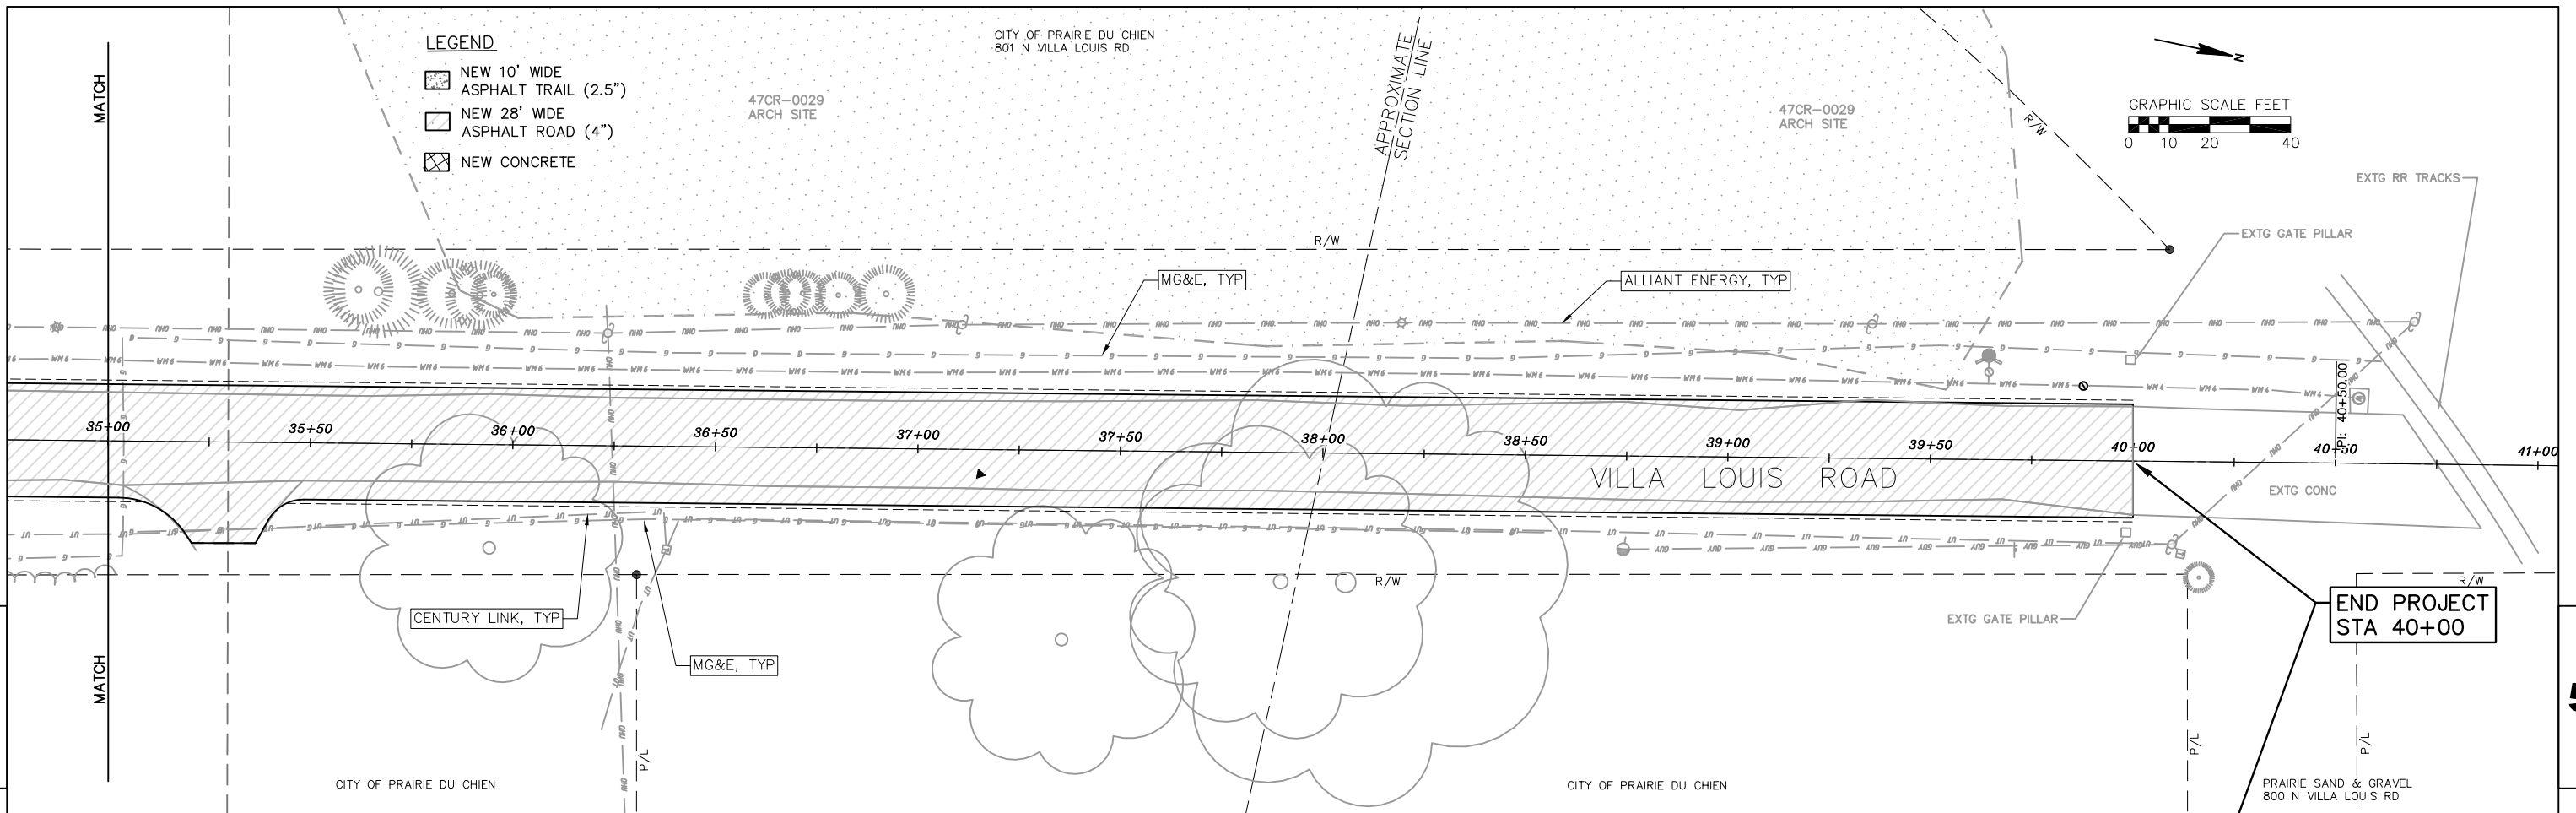 MATCH
LEGEND
NEW 10' WIDE
ASPHALT TRAIL (2.5")
NEW 28' WIDE
ASPHALT ROAD (4")
NEW CONCRETE
47CR-0029
ARCH SITE
CITY OF PRAIRIE DU CHIEN
801 N VILLA LOUIS RD
APPROXIMATE
SECTION LINE
47CR-0029
ARCH SITE
R/W
N
GRAPHIC SCALE FEET
0 10 20 40
EXTG RR TRACKS
EXTG GATE PILLAR
R/W
MG&E, TYP
ALLIANT ENERGY, TYP
PI: 40+50.00
35+00 35+50 36+00 36+50 37+00 37+50 38+00 38+50 39+00 39+50 40+00 40+50 41+00
VILLA LOUIS ROAD
EXTG CONC
R/W
R/W
CENTURY LINK, TYP
MG&E, TYP
EXTG GATE PILLAR
END PROJECT
STA 40+00
MATCH
P/L
P/L
P/L
CITY OF PRAIRIE DU CHIEN
CITY OF PRAIRIE DU CHIEN
PRAIRIE SAND & GRAVEL
800 N VILLA LOUIS RD